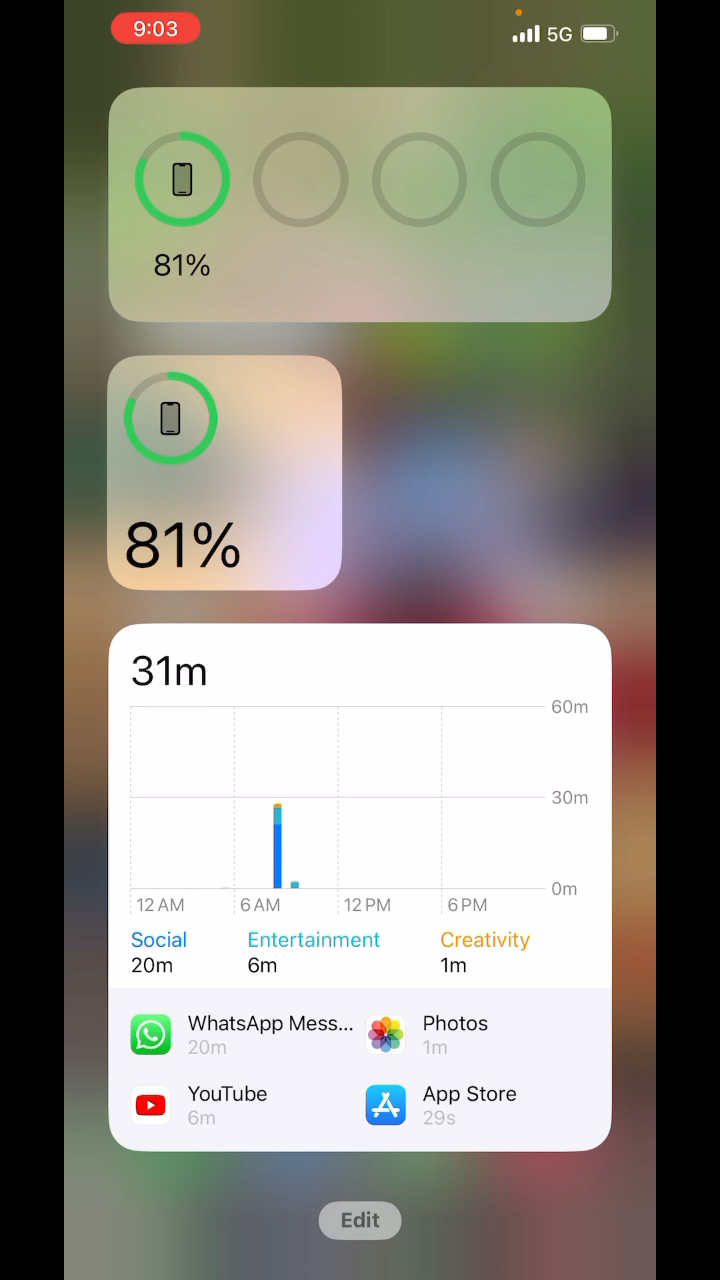 9:03 5G
81%
81%
31m
60m
30m
0m
12 AM 6 AM 12 PM 6 PM
Social Entertainment Creativity
20m 6m 1m
WhatsApp Mess... Photos
20m 1m
YouTube App Store
6m 29s
Edit